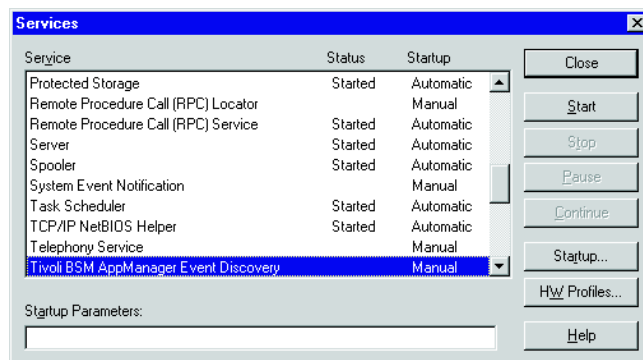 Services
Service Status Startup
Protected Storage Started Automatic
Remote Procedure Call (RPC) Locator Manual
Remote Procedure Call (RPC) Service Started Automatic
Server Started Automatic
Spooler Started Automatic
System Event Notification Manual
Task Scheduler Started Automatic
TCP/IP NetBIOS Helper Started Automatic
Telephony Service Manual
Tivoli BSM AppManager Event Discovery Manual
Startup Parameters:
Close
Start
Stop
Pause
Continue
Startup...
HW Profiles...
Help